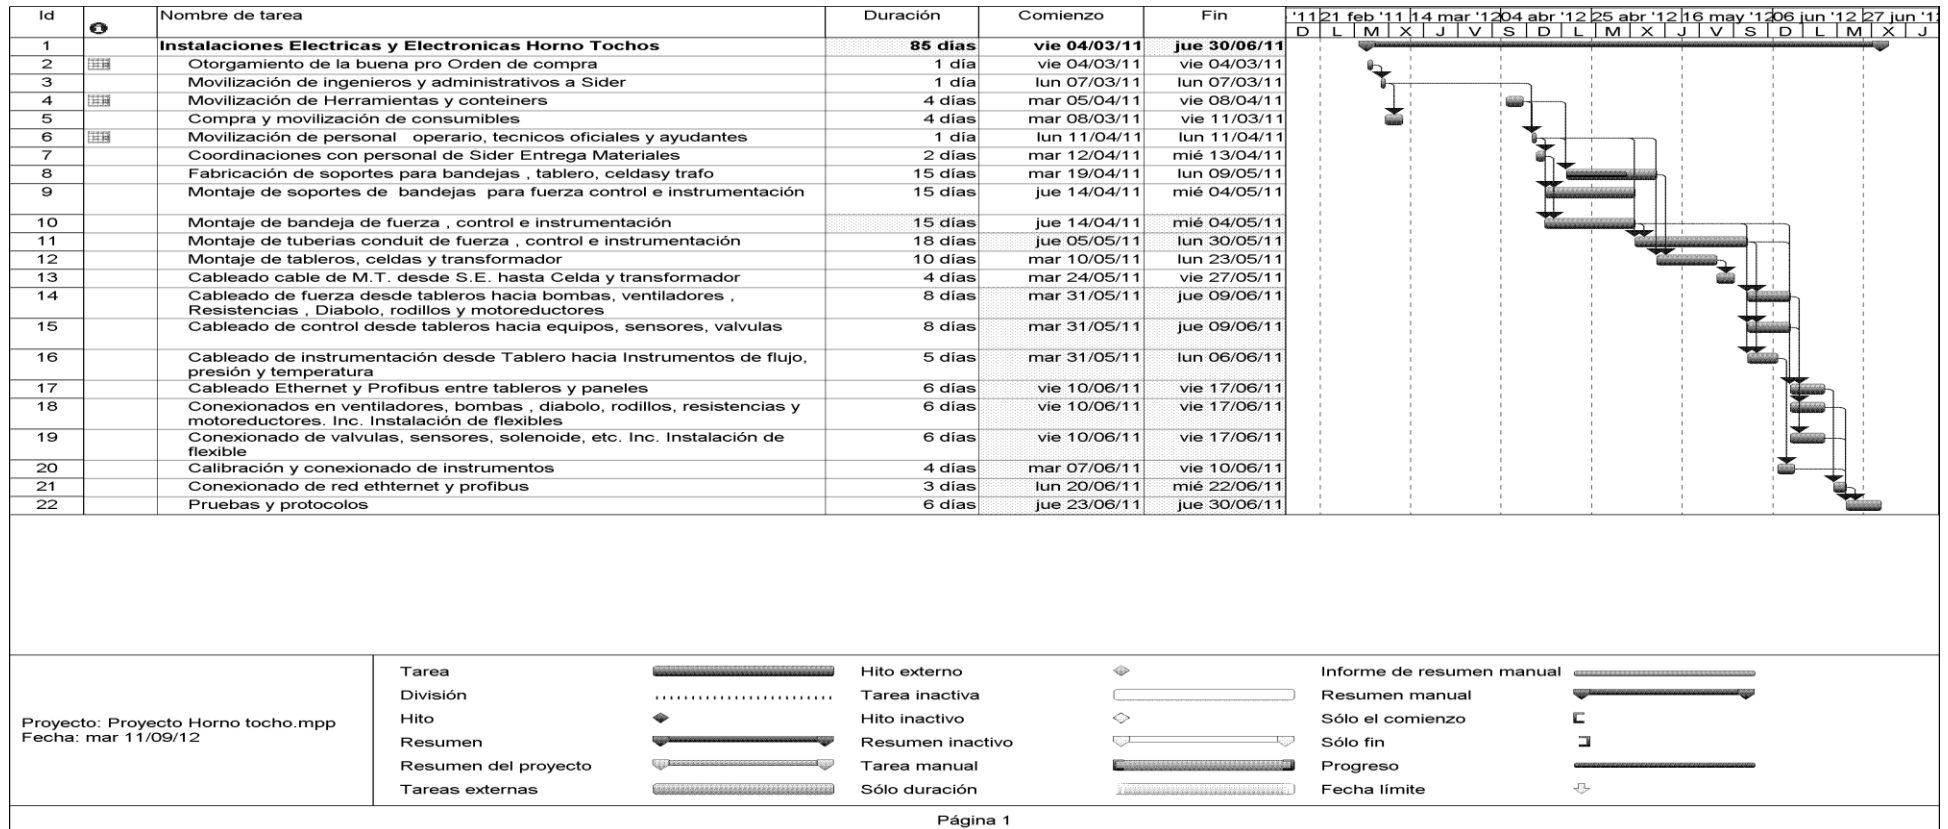 Id Nombre de tarea Duración Comienzo Fin '11 21 feb '11 14 mar '12 04 abr '12 25 abr '12 16 may '12 06 jun '12 27 jun '1
D L M X J V S D L M X J V S D L M X J
1 Instalaciones Electricas y Electronicas Horno Tochos 85 días vie 04/03/11 jue 30/06/11
2 Otorgamiento de la buena pro Orden de compra 1 día vie 04/03/11 vie 04/03/11
3 Movilización de ingenieros y administrativos a Sider 1 día lun 07/03/11 lun 07/03/11
4 Movilización de Herramientas y conteiners 4 días mar 05/04/11 vie 08/04/11
5 Compra y movilización de consumibles 4 días mar 08/03/11 vie 11/03/11
6 Movilización de personal operario, tecnicos oficiales y ayudantes 1 día lun 11/04/11 lun 11/04/11
7 Coordinaciones con personal de Sider Entrega Materiales 2 días mar 12/04/11 mié 13/04/11
8 Fabricación de soportes para bandejas , tablero, celdasy trafo 15 días mar 19/04/11 lun 09/05/11
9 Montaje de soportes de bandejas para fuerza control e instrumentación 15 días jue 14/04/11 mié 04/05/11
10 Montaje de bandeja de fuerza , control e instrumentación 15 días jue 14/04/11 mié 04/05/11
11 Montaje de tuberias conduit de fuerza , control e instrumentación 18 días jue 05/05/11 lun 30/05/11
12 Montaje de tableros, celdas y transformador 10 días mar 10/05/11 lun 23/05/11
13 Cableado cable de M.T. desde S.E. hasta Celda y transformador 4 días mar 24/05/11 vie 27/05/11
14 Cableado de fuerza desde tableros hacia bombas, ventiladores , 8 días mar 31/05/11 jue 09/06/11
Resistencias , Diabolo, rodillos y motoreductores
15 Cableado de control desde tableros hacia equipos, sensores, valvulas 8 días mar 31/05/11 jue 09/06/11
16 Cableado de instrumentación desde Tablero hacia Instrumentos de flujo, 5 días mar 31/05/11 lun 06/06/11
presión y temperatura
17 Cableado Ethernet y Profibus entre tableros y paneles 6 días vie 10/06/11 vie 17/06/11
18 Conexionados en ventiladores, bombas , diabolo, rodillos, resistencias y 6 días vie 10/06/11 vie 17/06/11
motoreductores. Inc. Instalación de flexibles
19 Conexionado de valvulas, sensores, solenoide, etc. Inc. Instalación de 6 días vie 10/06/11 vie 17/06/11
flexible
20 Calibración y conexionado de instrumentos 4 días mar 07/06/11 vie 10/06/11
21 Conexionado de red ethternet y profibus 3 días lun 20/06/11 mié 22/06/11
22 Pruebas y protocolos 6 días jue 23/06/11 jue 30/06/11
Proyecto: Proyecto Horno tocho.mpp
Fecha: mar 11/09/12
Tarea Hito externo Informe de resumen manual
División Tarea inactiva Resumen manual
Hito Hito inactivo Sólo el comienzo
Resumen Resumen inactivo Sólo fin
Resumen del proyecto Tarea manual Progreso
Tareas externas Sólo duración Fecha límite
Página 1